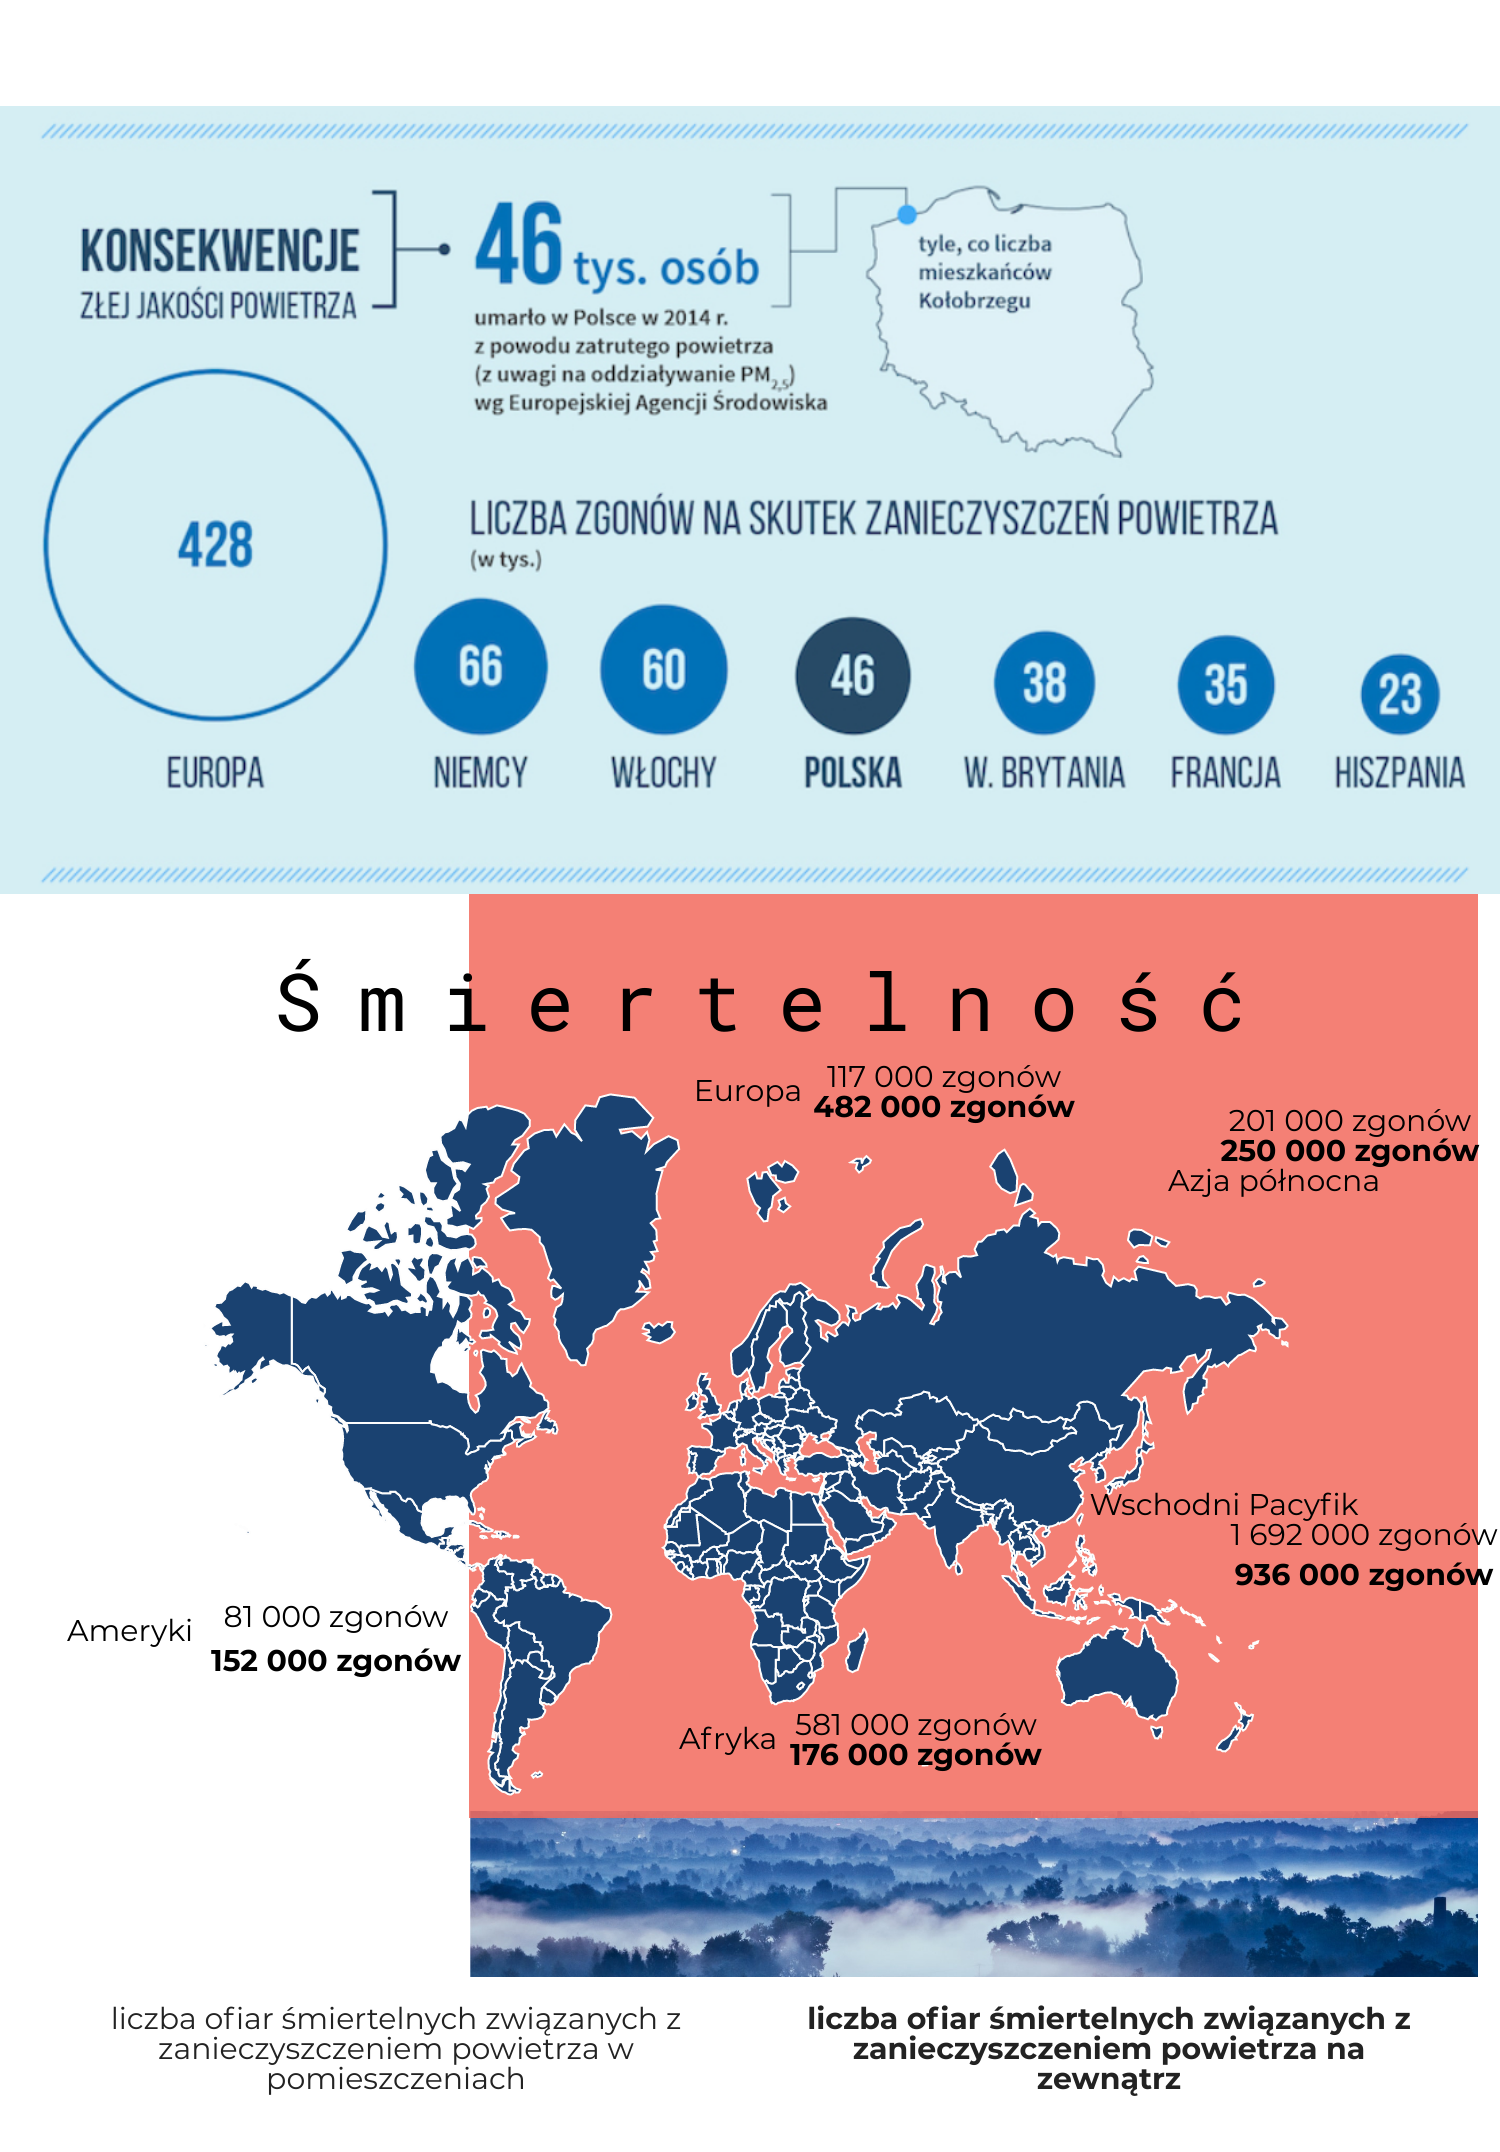 KONSEKWENCJE
ZŁEJ JAKOŚCI POWIETRZA
46 tys. osób
umarło w Polsce w 2014 r.
z powodu zatrutego powietrza
(z uwagi na oddziaływanie PM2,5)
wg Europejskiej Agencji Środowiska
tyle, co liczba
mieszkańców
Kołobrzegu
428
EUROPA
LICZBA ZGONÓW NA SKUTEK ZANIECZYSZCZEŃ POWIETRZA
(w tys.)
66
60
46
38
35
23
NIEMCY
WŁOCHY
POLSKA
W. BRYTANIA
FRANCJA
HISZPANIA
Śmiertelność
Europa
117 000 zgonów
482 000 zgonów
201 000 zgonów
250 000 zgonów
Azja północna
Wschodni Pacyfik
1 692 000 zgonów
936 000 zgonów
Ameryki
81 000 zgonów
152 000 zgonów
Afryka
581 000 zgonów
176 000 zgonów
liczba ofiar śmiertelnych związanych z
zanieczyszczeniem powietrza w
pomieszczeniach
liczba ofiar śmiertelnych związanych z
zanieczyszczeniem powietrza na
zewnątrz